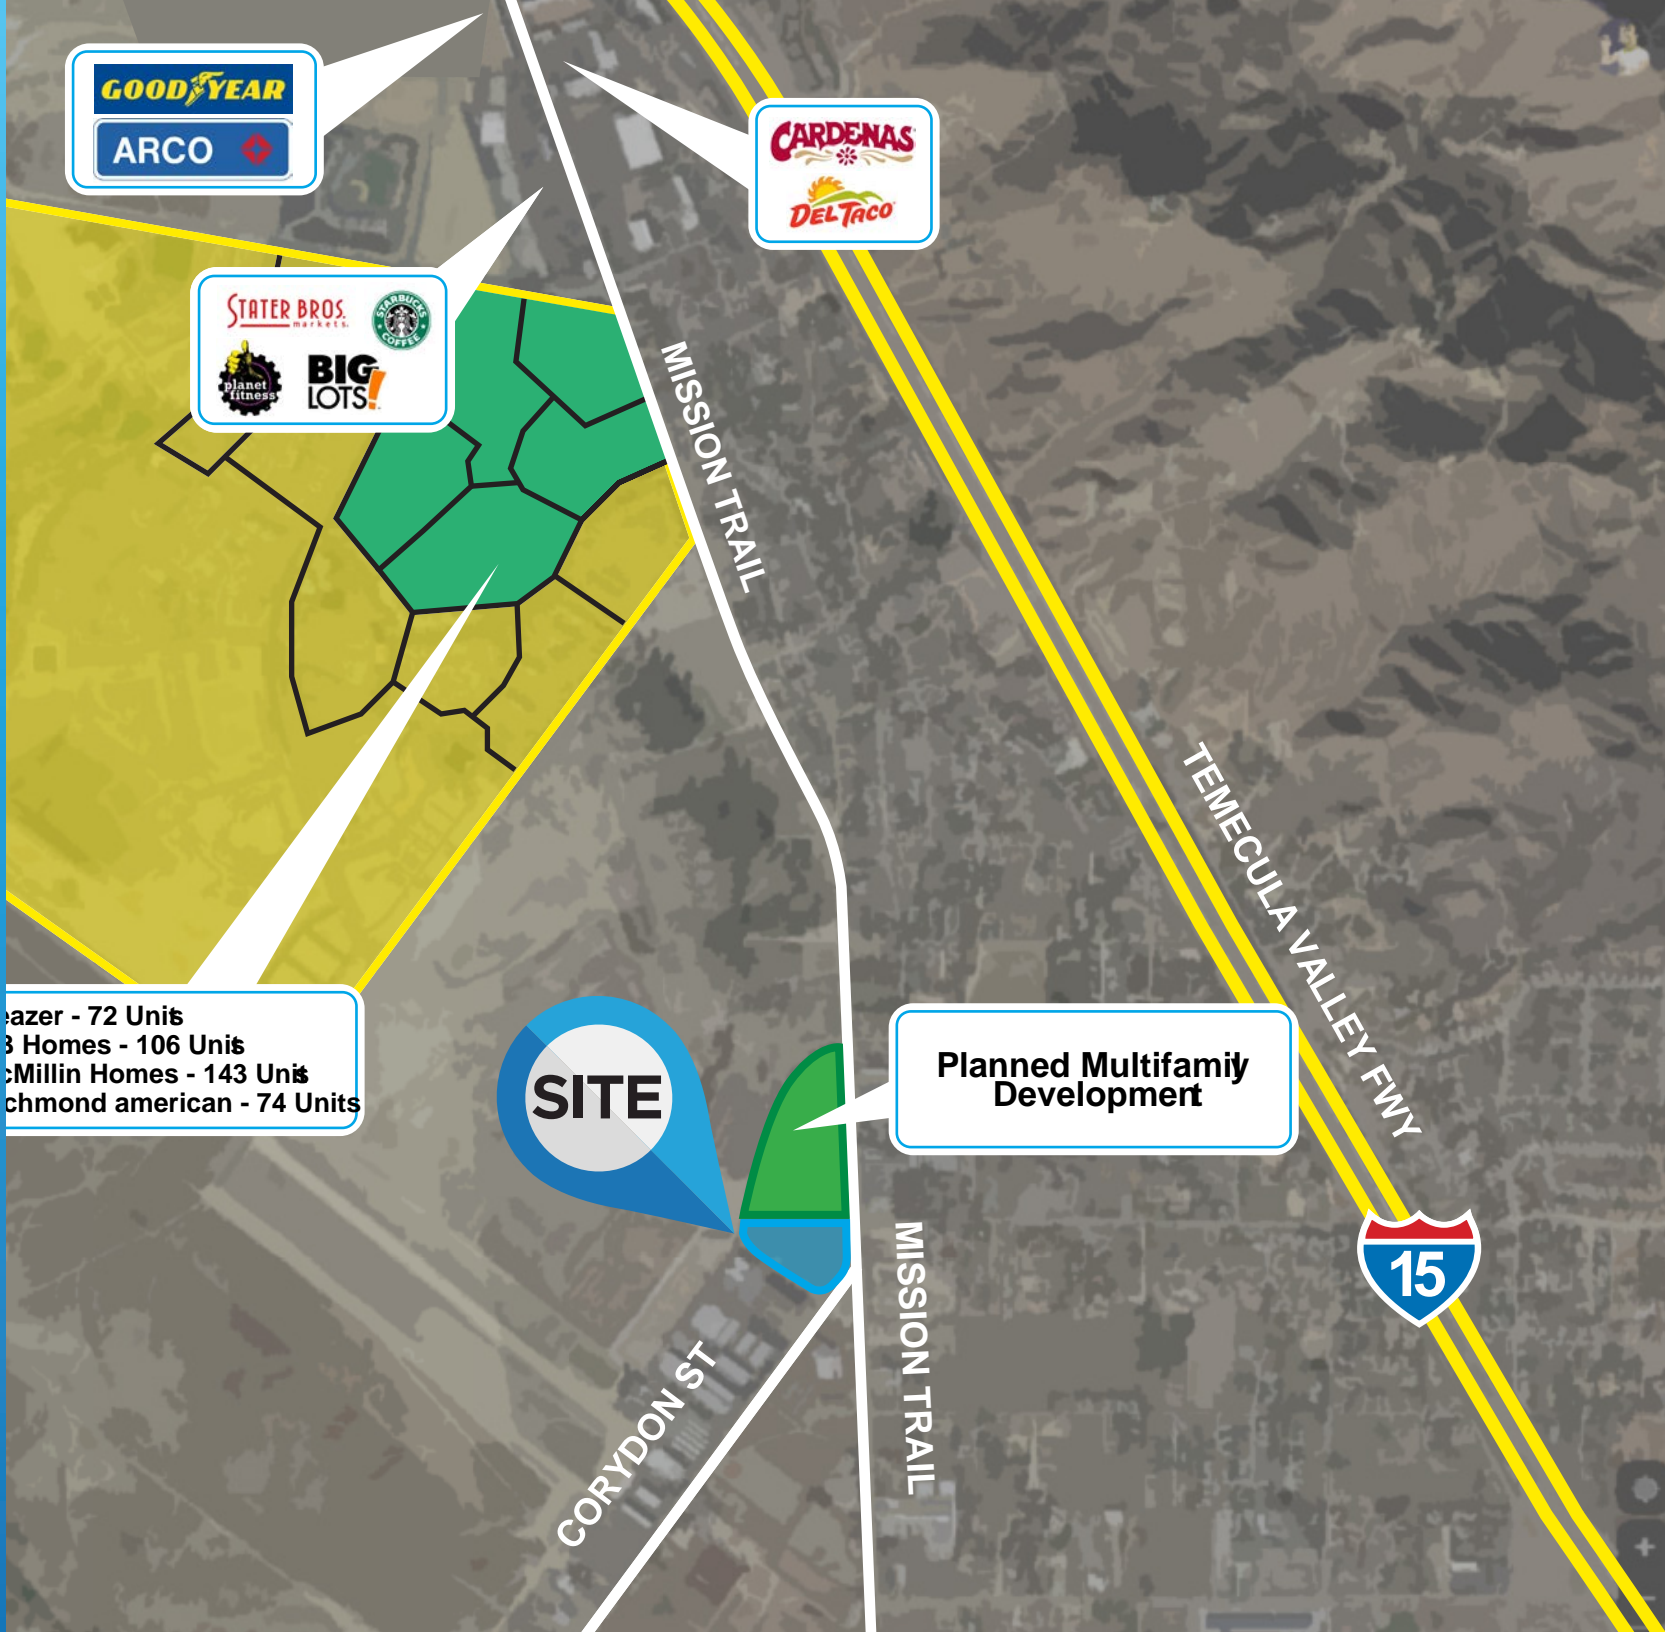 GOODYEAR
ARCO
CARDENAS
DEL TACO
STATER BROS.
markets
STARBUCKS
COFFEE
planet
fitness
BIG
LOTS!
MISSION TRAIL
TEMECULA VALLEY FWY
eazer - 72 Units
B Homes - 106 Units
cMillin Homes - 143 Units
chmond american - 74 Units
SITE
Planned Multifamily
Development
15
MISSION TRAIL
CORYDON ST